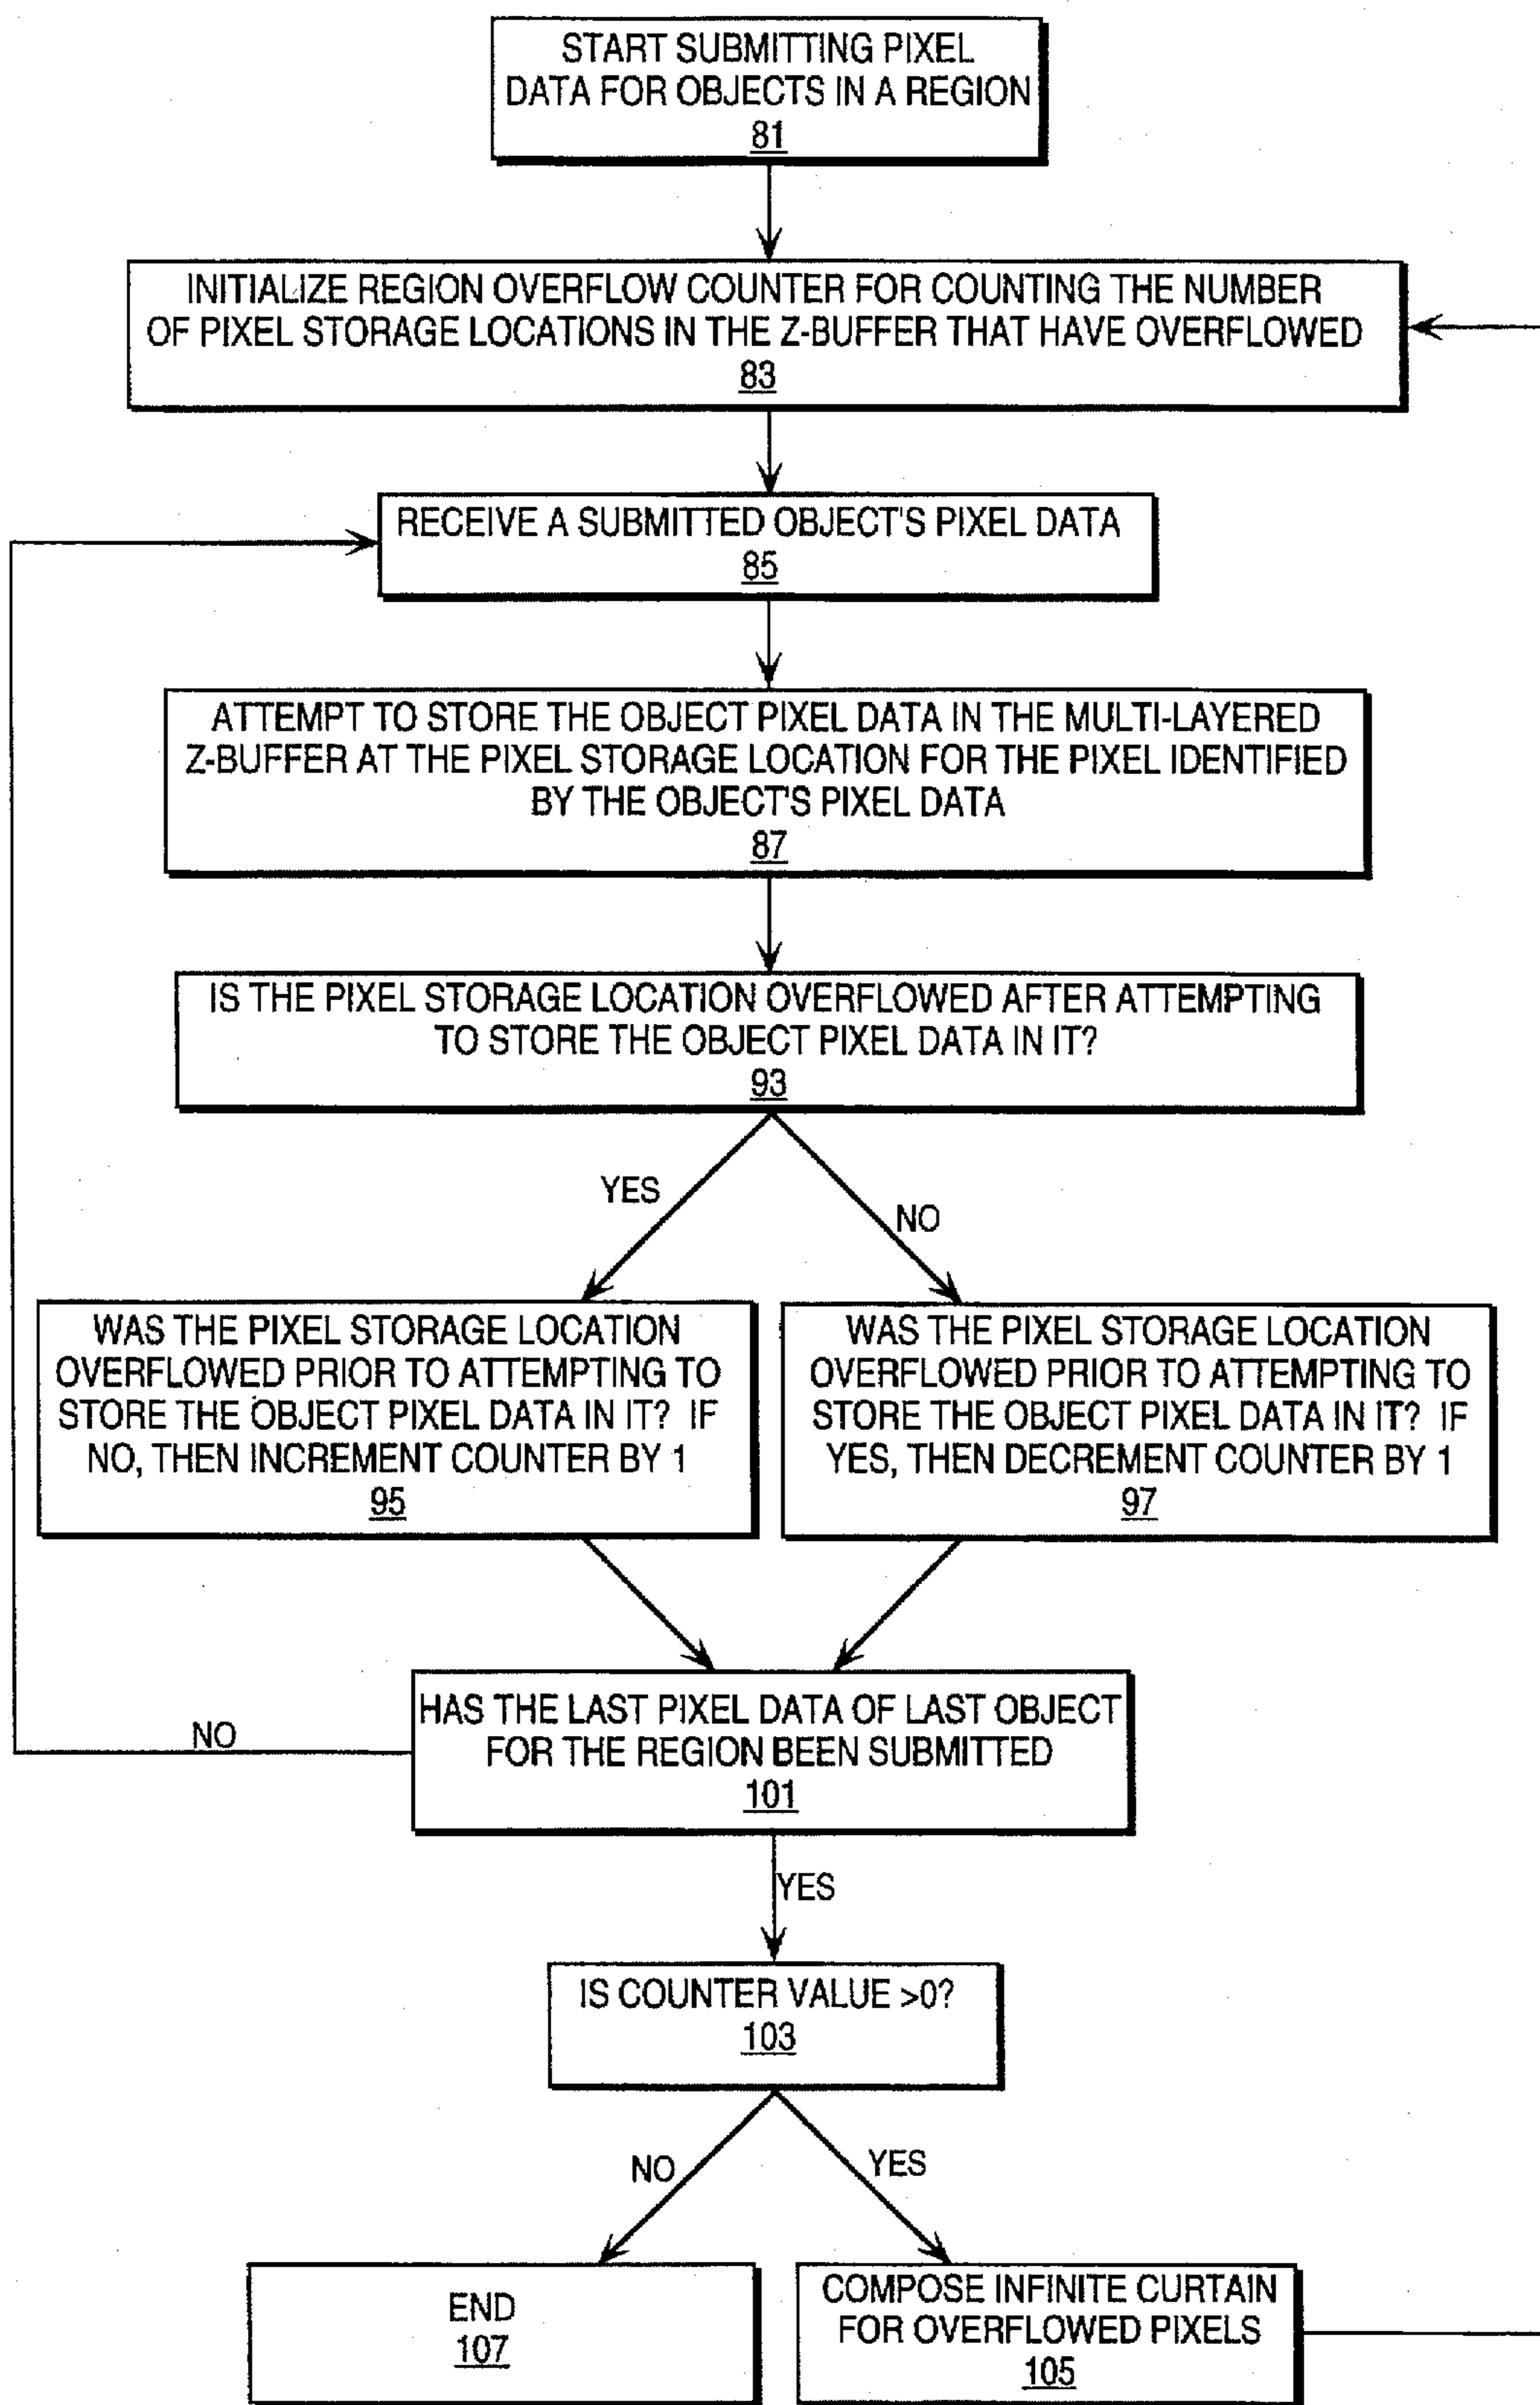 START SUBMITTING PIXEL
DATA FOR OBJECTS IN A REGION
81
INITIALIZE REGION OVERFLOW COUNTER FOR COUNTING THE NUMBER
OF PIXEL STORAGE LOCATIONS IN THE Z-BUFFER THAT HAVE OVERFLOWED
83
RECEIVE A SUBMITTED OBJECT'S PIXEL DATA
85
ATTEMPT TO STORE THE OBJECT PIXEL DATA IN THE MULTI-LAYERED
Z-BUFFER AT THE PIXEL STORAGE LOCATION FOR THE PIXEL IDENTIFIED
BY THE OBJECT'S PIXEL DATA
87
IS THE PIXEL STORAGE LOCATION OVERFLOWED AFTER ATTEMPTING
TO STORE THE OBJECT PIXEL DATA IN IT?
93
YES
NO
WAS THE PIXEL STORAGE LOCATION
OVERFLOWED PRIOR TO ATTEMPTING TO
STORE THE OBJECT PIXEL DATA IN IT? IF
NO, THEN INCREMENT COUNTER BY 1
95
WAS THE PIXEL STORAGE LOCATION
OVERFLOWED PRIOR TO ATTEMPTING TO
STORE THE OBJECT PIXEL DATA IN IT? IF
YES, THEN DECREMENT COUNTER BY 1
97
HAS THE LAST PIXEL DATA OF LAST OBJECT
FOR THE REGION BEEN SUBMITTED
101
NO
YES
IS COUNTER VALUE >0?
103
NO
YES
END
107
COMPOSE INFINITE CURTAIN
FOR OVERFLOWED PIXELS
105